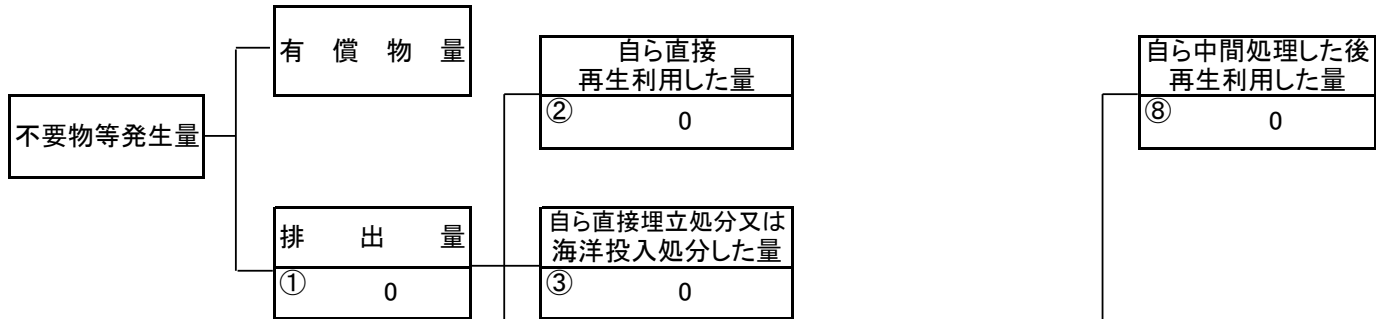 有償物量
自ら直接
再生利用した量
② 0
自ら中間処理した後
再生利用した量
⑧ 0
不要物等発生量
排出量
① 0
自ら直接埋立処分又は
海洋投入処分した量
③ 0